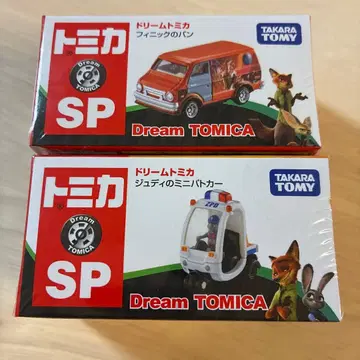 トミカ
Dream
TOMICA
SP
ドリームトミカ
フィニックのバン
TAKARA
TOMY
Dream TOMICA
トミカ
Dream
TOMICA
SP
ドリームトミカ
ジュディのミニパトカー
TAKARA
TOMY
ZPD
Dream TOMICA